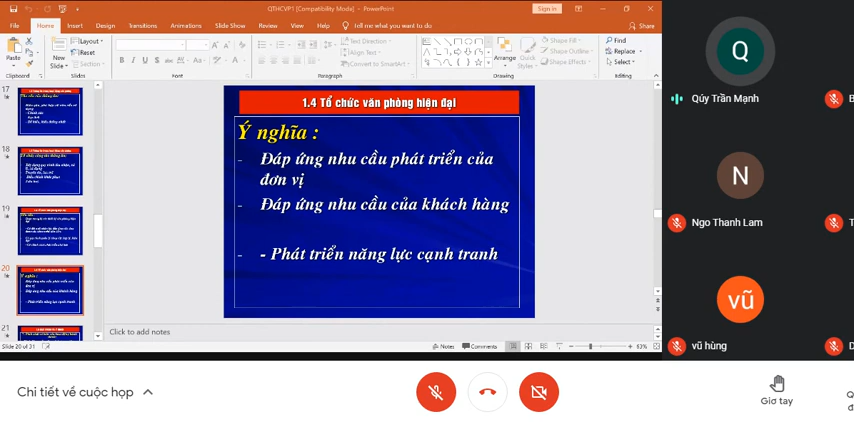 QTHCVP1 [Compatibility Mode] - PowerPoint
Sign in
File Home Insert Design Transitions Animations Slide Show Review View Help Tell me what you want to do Share
Paste
Clipboard
New Slide
Layout
Reset
Section
Slides
Font
Paragraph
Text Direction
Align Text
Convert to SmartArt
Arrange
Quick Styles
Shape Fill
Shape Outline
Shape Effects
Drawing
Find
Replace
Select
Editing
17
18
19
20
21
1.4 Tổ chức văn phòng hiện đại
Ý nghĩa :
- Đáp ứng nhu cầu phát triển của
đơn vị
- Đáp ứng nhu cầu của khách hàng
- - Phát triển năng lực cạnh tranh
Click to add notes
Slide 20 of 31
Notes Comments
63%
Q
Qúy Trần Mạnh
N
Ngo Thanh Lam
vũ
vũ hùng
Chi tiết về cuộc họp
Giơ tay